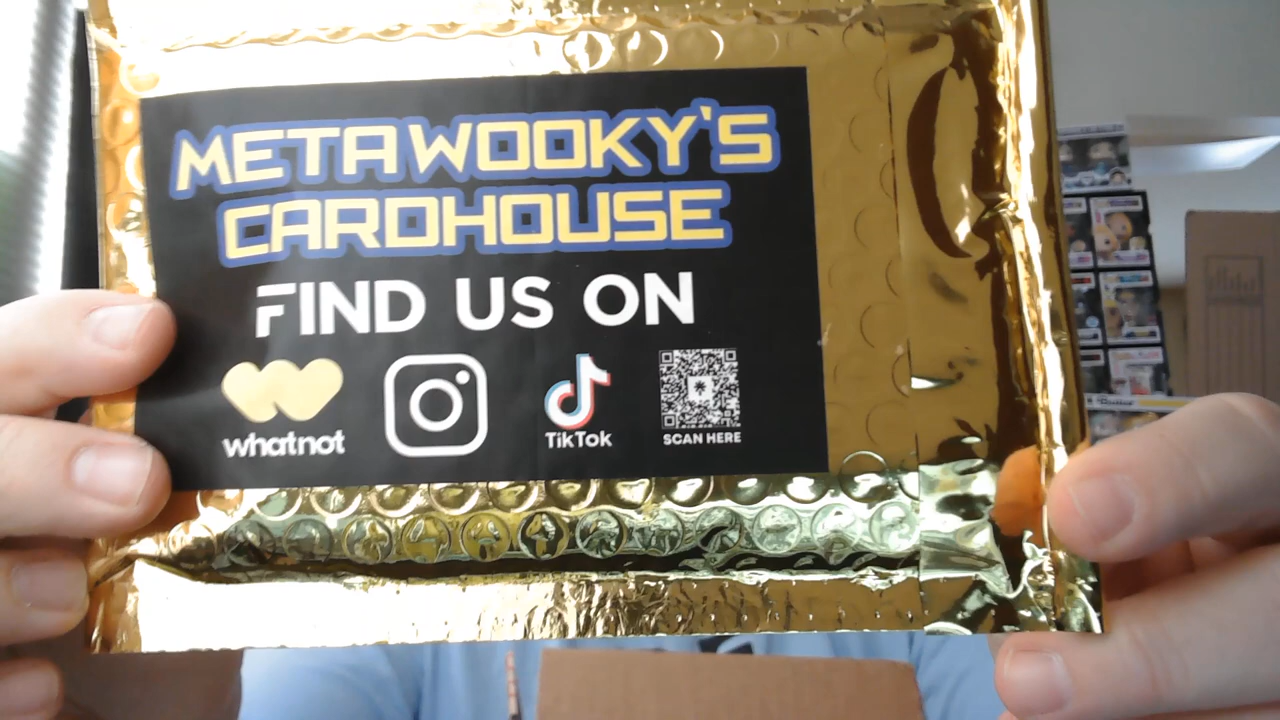 METAWOOKY'S
CARDHOUSE
FIND US ON
whatnot
TikTok
SCAN HERE